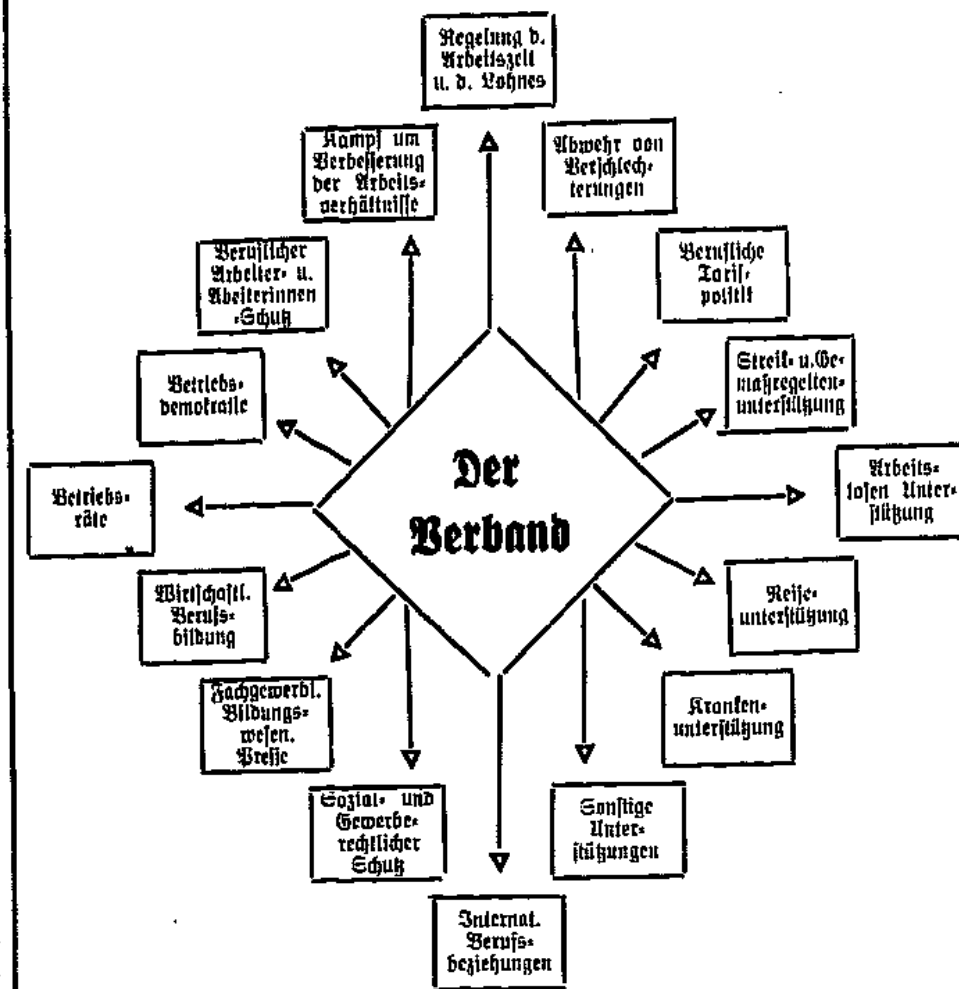 Regelung d.
Arbeitszeit
u. d. Lohnes
Kampf um
Verbesserung
der Arbeits-
verhältnisse
Abwehr von
Verschlech-
terungen
Beruflicher
Arbeiter- u.
Abeiterinnen
-Schutz
Berufliche
Tarif-
politik
Betriebs-
demokratie
Streik- u. Ge-
maßregelten-
unterstützung
Der
Verband
Betriebs-
räte
Arbeits-
losen Unter-
stützung
Wirtschaftl.
Berufs-
bildung
Reise-
unterstützung
Fachgewerbl.
Bildungs-
wesen.
Presse
Kranken-
unterstützung
Sozial- und
Gewerbe-
rechtlicher
Schutz
Sonstige
Unter-
stützungen
Internat.
Berufs-
beziehungen